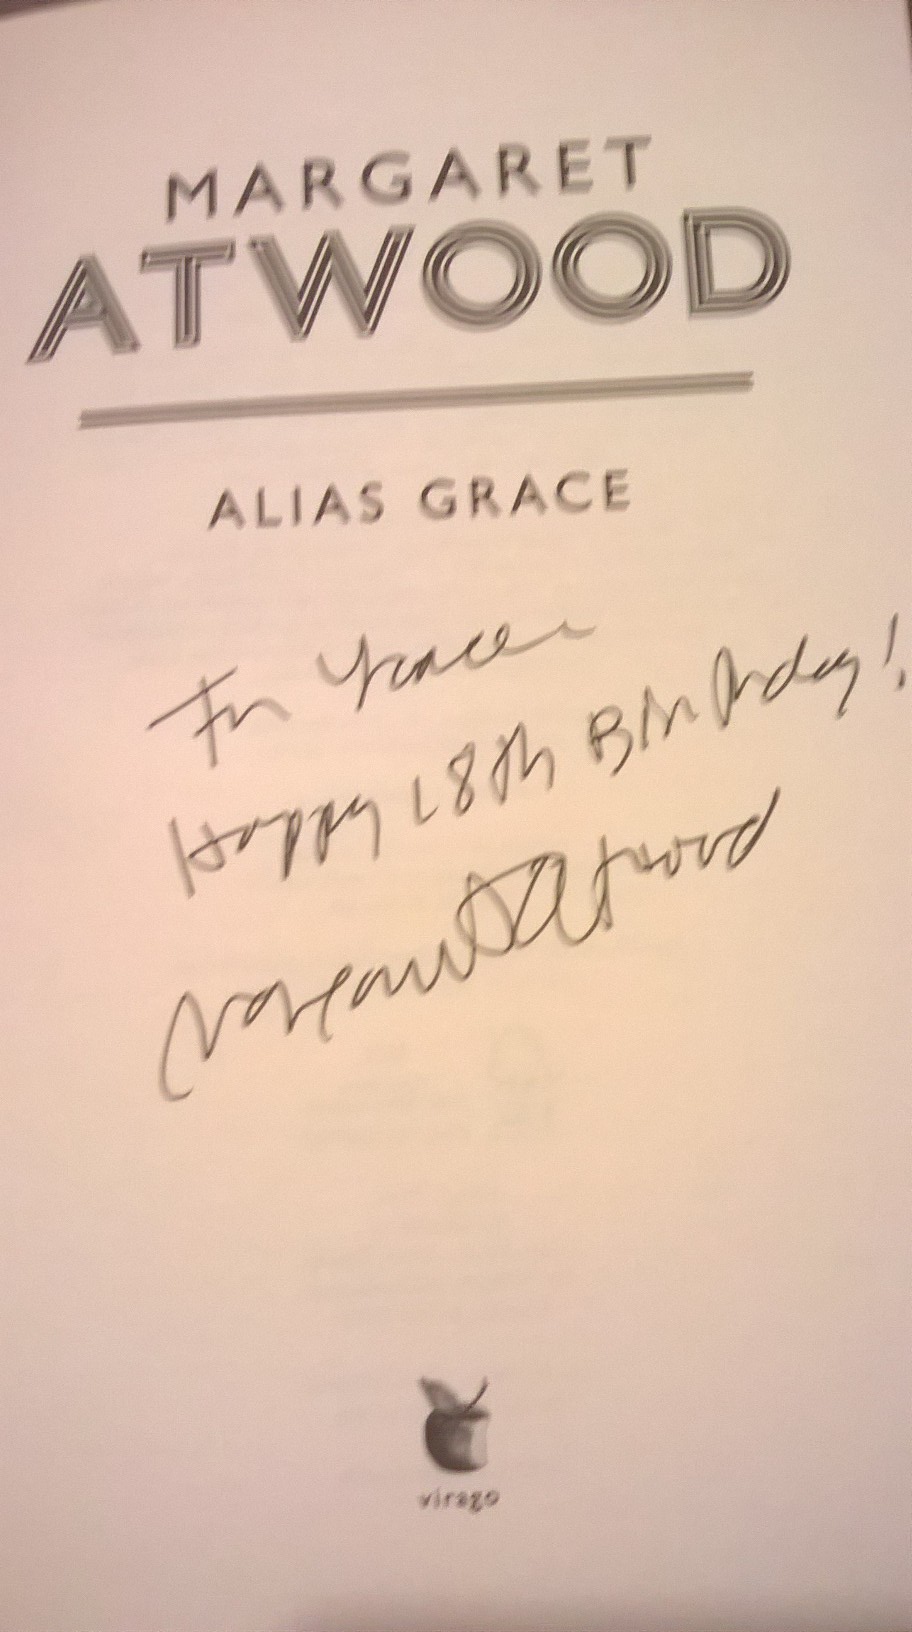 MARGARET
ATWOOD
ALIAS GRACE
For Grace
Happy 18th Birthday!
Margaret Atwood
virago